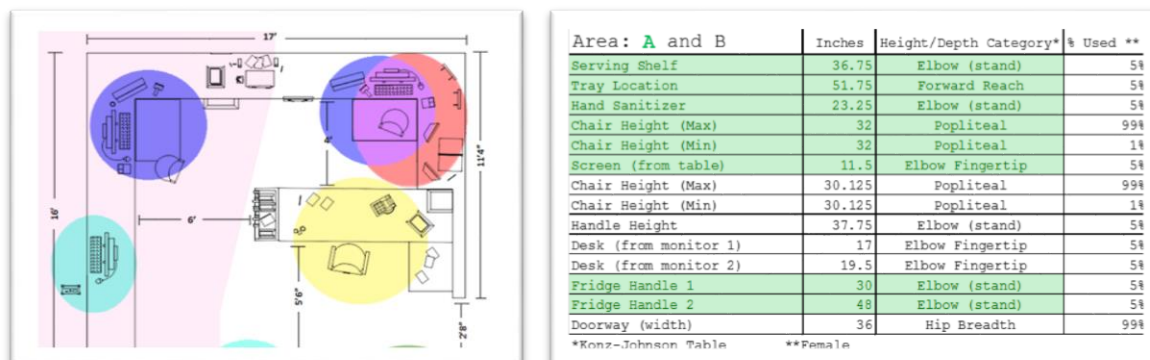 17'
16'
4'
11'4"
6'
5'6"
2'8"
Area: A and B Inches Height/Depth Category* % Used **
Serving Shelf 36.75 Elbow (stand) 5%
Tray Location 51.75 Forward Reach 5%
Hand Sanitizer 23.25 Elbow (stand) 5%
Chair Height (Max) 32 Popliteal 99%
Chair Height (Min) 32 Popliteal 1%
Screen (from table) 11.5 Elbow Fingertip 5%
Chair Height (Max) 30.125 Popliteal 99%
Chair Height (Min) 30.125 Popliteal 1%
Handle Height 37.75 Elbow (stand) 5%
Desk (from monitor 1) 17 Elbow Fingertip 5%
Desk (from monitor 2) 19.5 Elbow Fingertip 5%
Fridge Handle 1 30 Elbow (stand) 5%
Fridge Handle 2 48 Elbow (stand) 5%
Doorway (width) 36 Hip Breadth 99%
*Konz-Johnson Table **Female